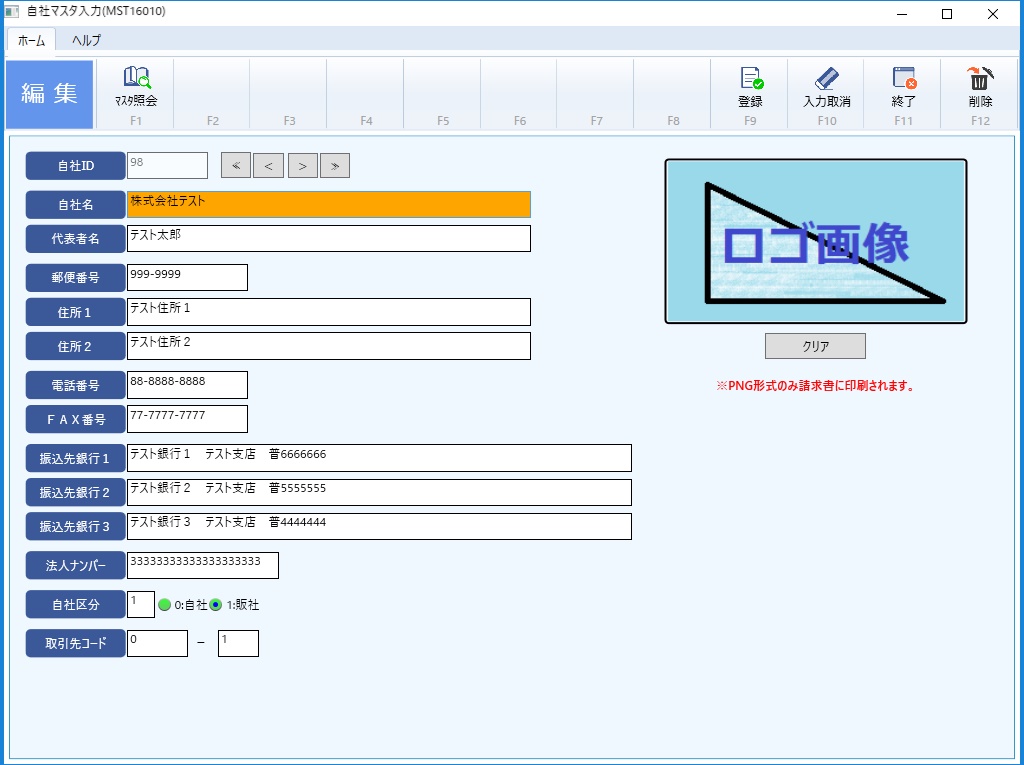 自社マスタ入力(MST16010)
ホーム ヘルプ
編集
ﾏｽﾀ照会 登録 入力取消 終了 削除
F1 F2 F3 F4 F5 F6 F7 F8 F9 F10 F11 F12
自社ID 98 ≪ < > ≫
自社名 株式会社テスト
代表者名 テスト太郎
郵便番号 999-9999
住所１ テスト住所１
住所２ テスト住所２
電話番号 88-8888-8888
ＦＡＸ番号 77-7777-7777
振込先銀行１ テスト銀行１　テスト支店　普6666666
振込先銀行２ テスト銀行２　テスト支店　普5555555
振込先銀行３ テスト銀行３　テスト支店　普4444444
法人ﾅﾝﾊﾞｰ 33333333333333333333
自社区分 1 0:自社 1:販社
取引先ｺｰﾄﾞ 0 － 1
ロゴ画像
クリア
※PNG形式のみ請求書に印刷されます。